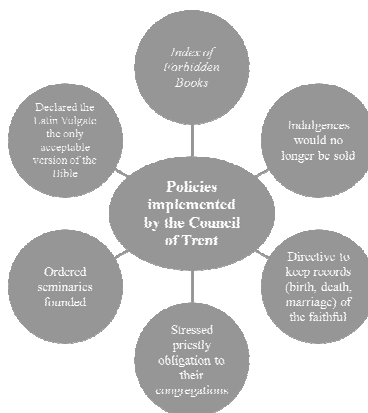 Index of
Forbidden
Books
Declared the
Latin Vulgate
the only
acceptable
version of the
Bible
Indulgences
would no
longer be sold
Policies
implemented
by the Council
of Trent
Ordered
seminaries
founded
Directive to
keep records
(birth, death,
marriage) of
the faithful
Stressed
priestly
obligation to
their
congregations